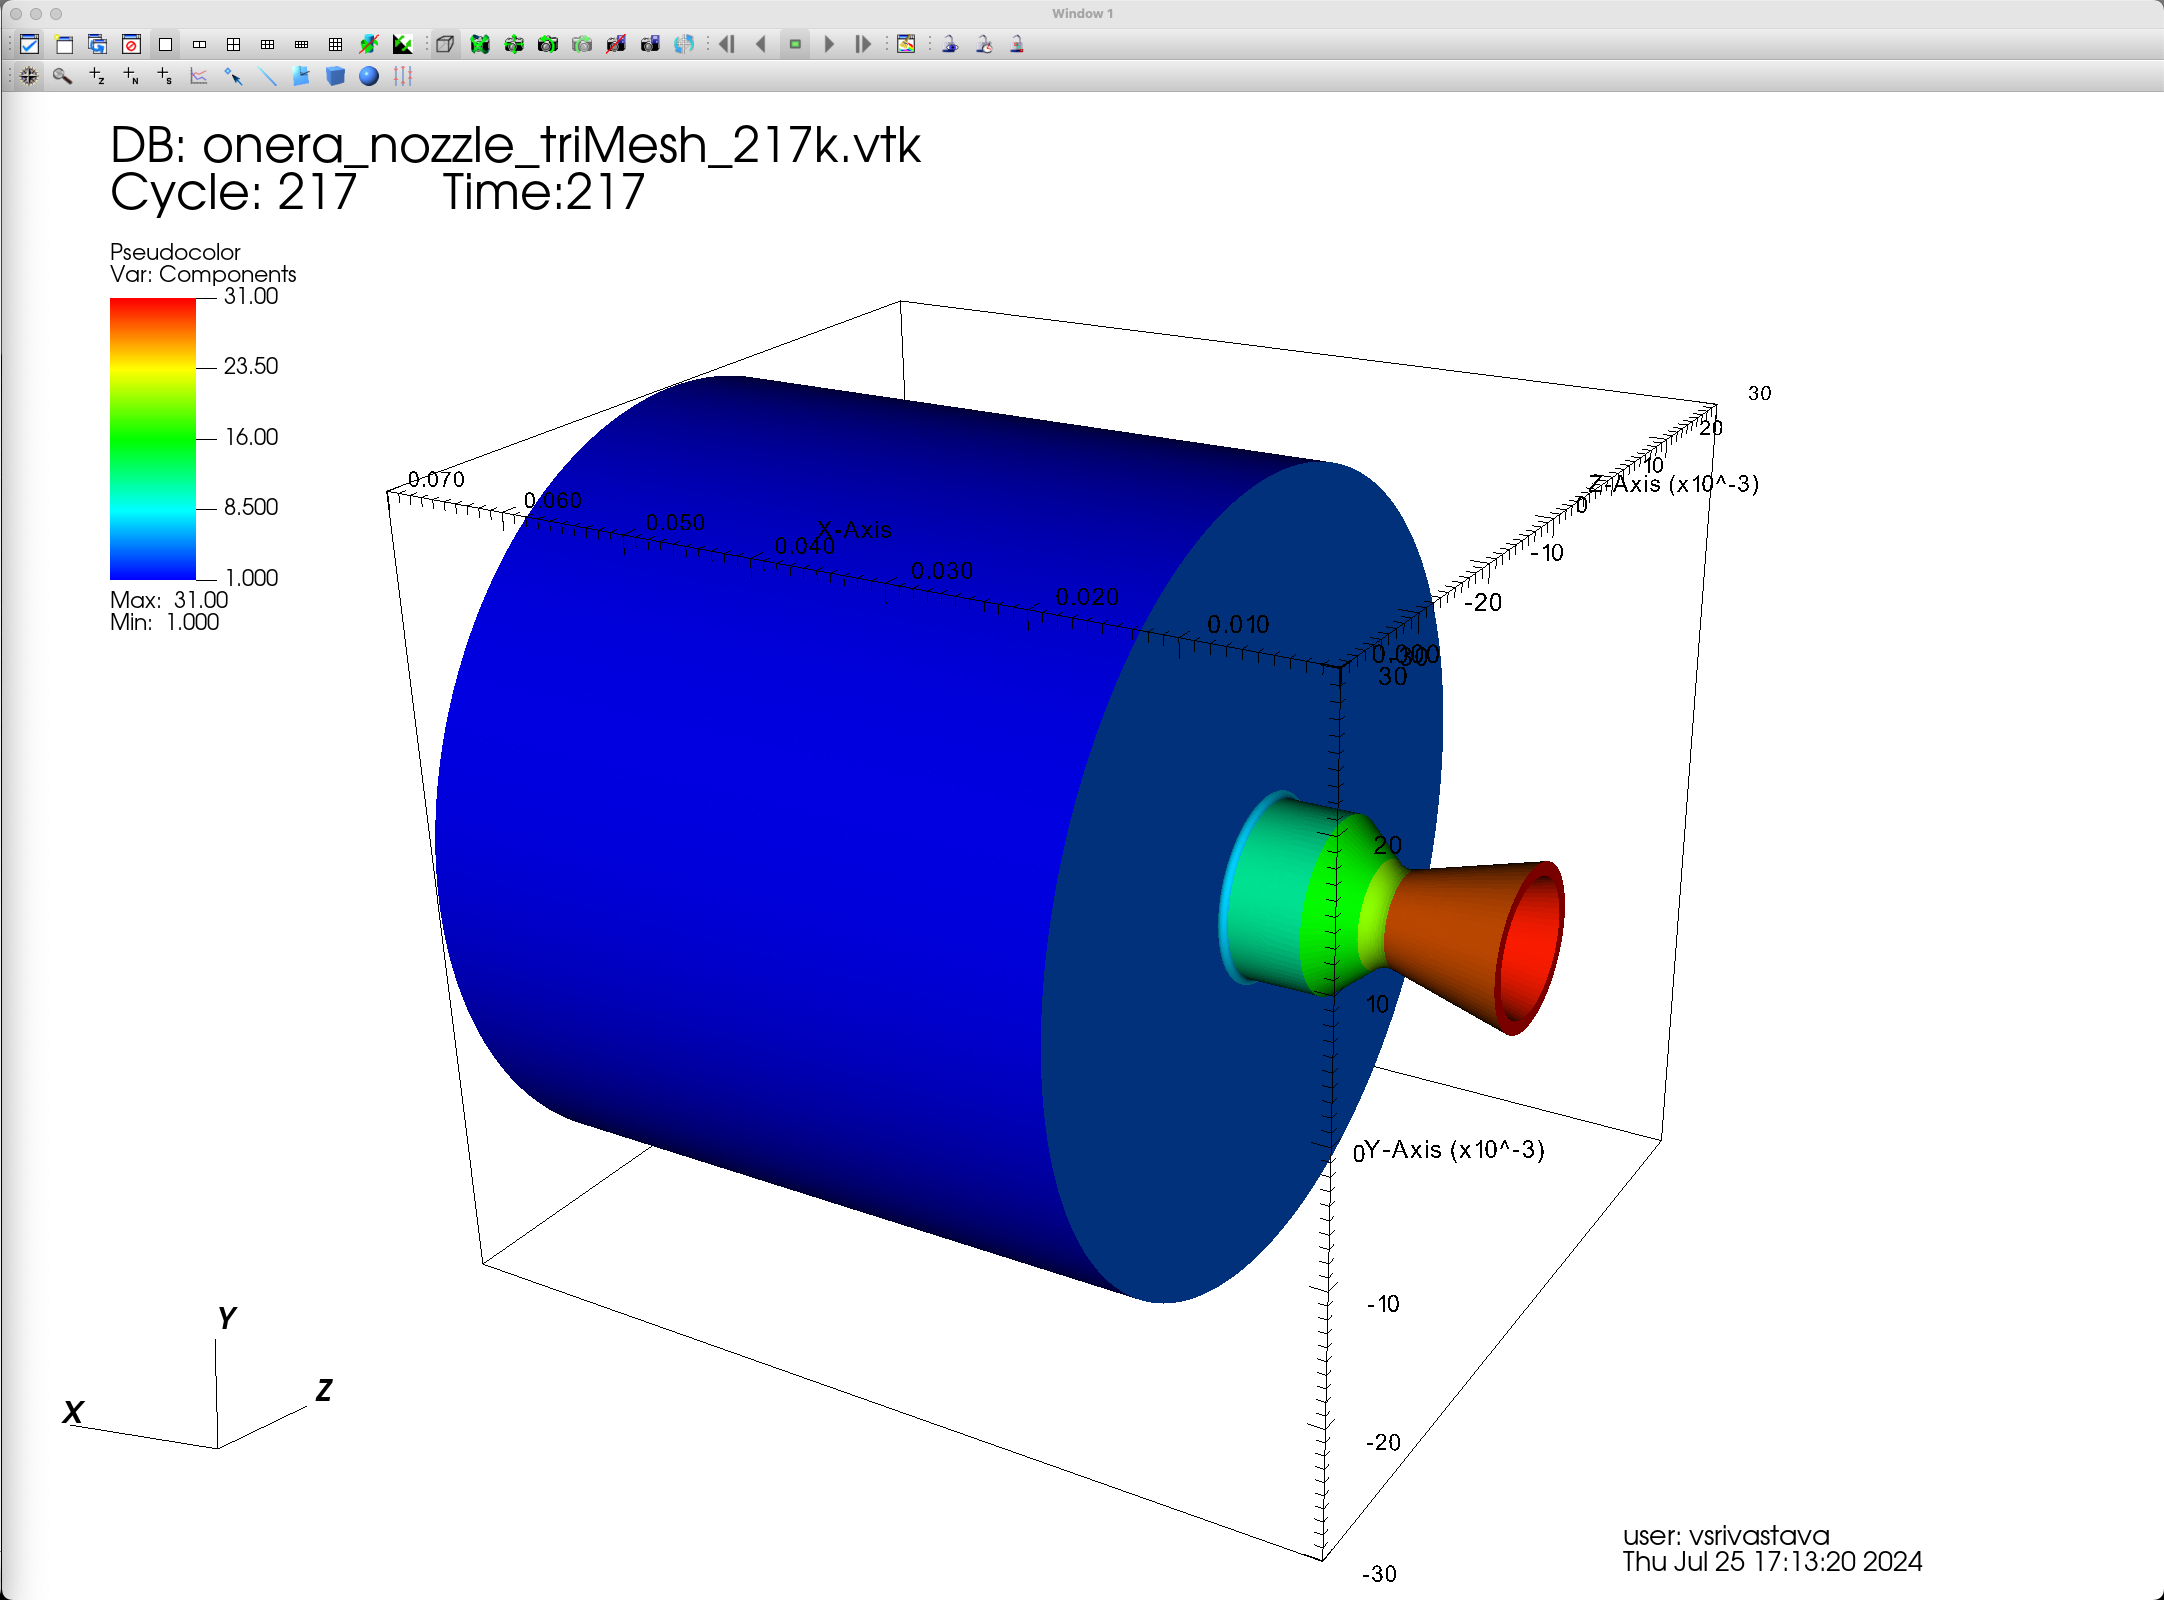 Window 1
DB: onera_nozzle_triMesh_217k.vtk
Cycle: 217 Time:217
Pseudocolor
Var: Components
31.00
23.50
16.00
8.500
1.000
Max: 31.00
Min: 1.000
0.070
0.060
0.050
X-Axis
0.040
0.030
0.020
0.010
0.000
30
20
10
Z-Axis (x10^-3)
0
-10
-20
-30
30
20
10
0
Y-Axis (x10^-3)
-10
-20
-30
Y
Z
X
user: vsrivastava
Thu Jul 25 17:13:20 2024